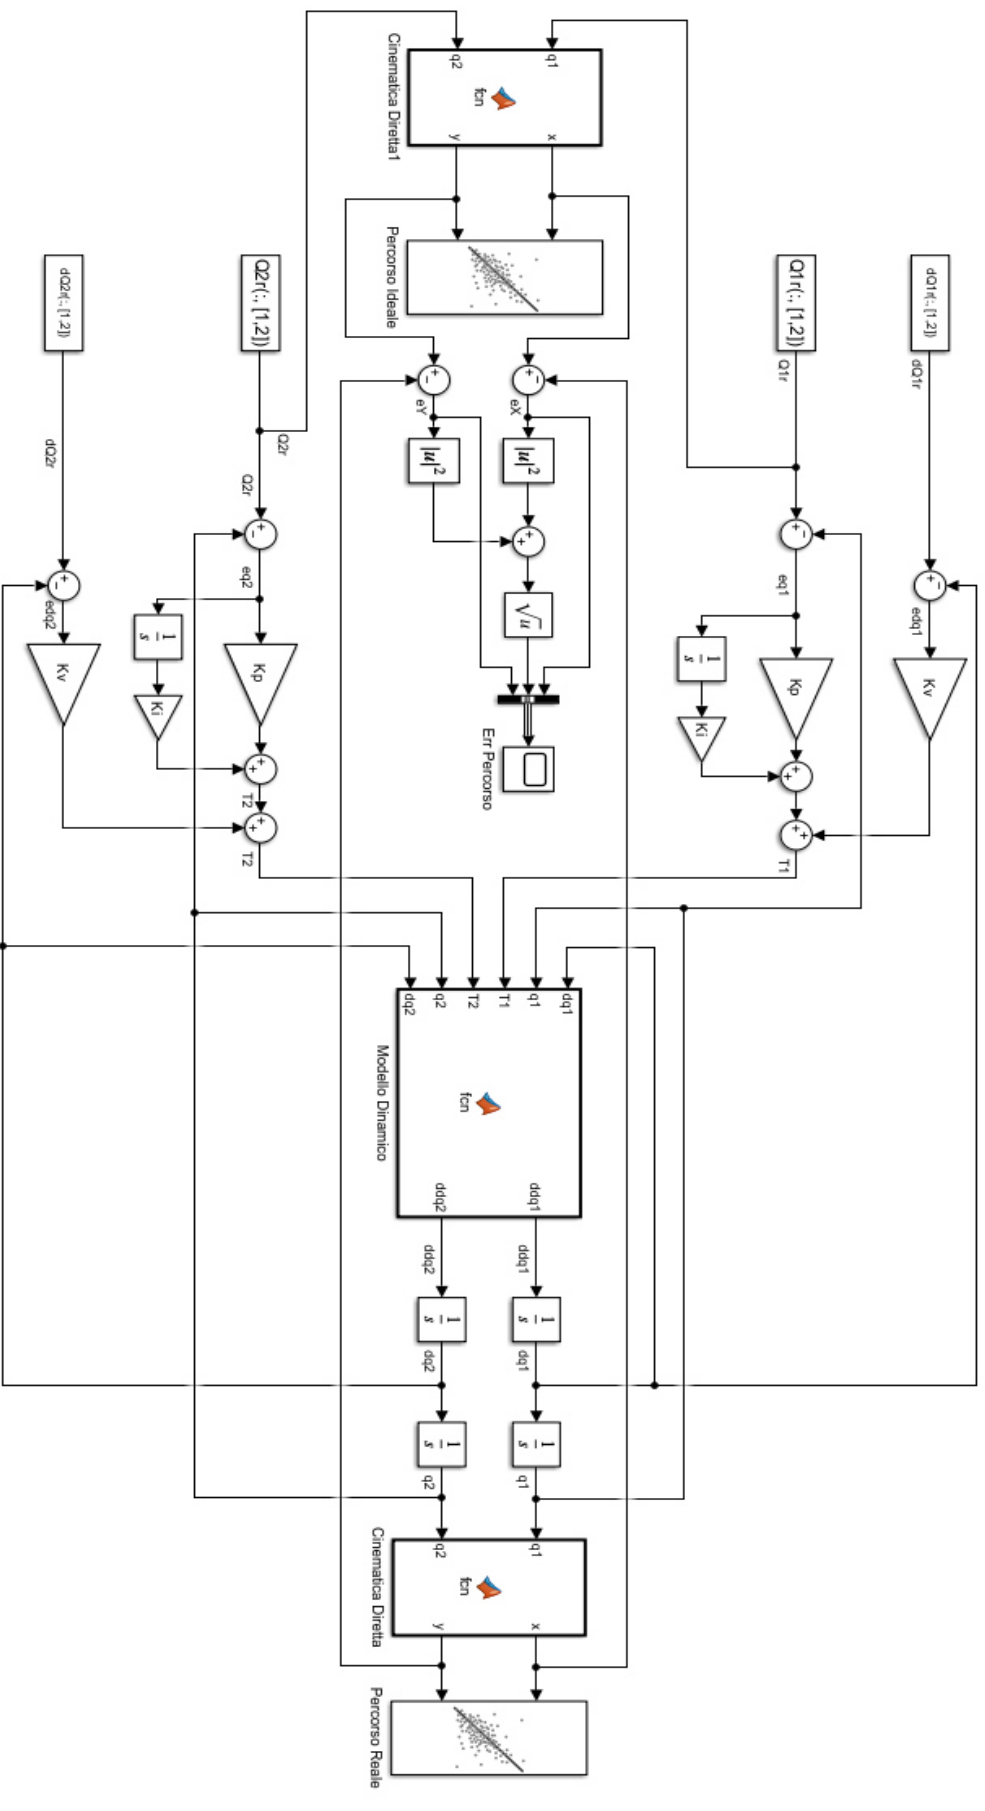 dQ1r(:, [1,2])
dQ1r
+
−
edq1
Kv
Q1r(:, [1,2])
Q1r
+
−
eq1
Kp
1
s
Ki
+
+
+
+
T1
q1
q2
fcn
x
y
Cinematica Diretta1
Percorso Ideale
+
−
eX
|u|²
+
−
eY
|u|²
+
+
√u
Err Percorso
dq1
q1
T1
T2
q2
dq2
fcn
ddq1
ddq2
Modello Dinamico
ddq1
1
s
dq1
1
s
q1
ddq2
1
s
dq2
1
s
q2
q1
q2
fcn
x
y
Cinematica Diretta
Percorso Reale
Q2r(:, [1,2])
Q2r
Q2r
+
−
eq2
Kp
1
s
Ki
+
+
T2
+
+
T2
dQ2r(:, [1,2])
dQ2r
+
−
edq2
Kv